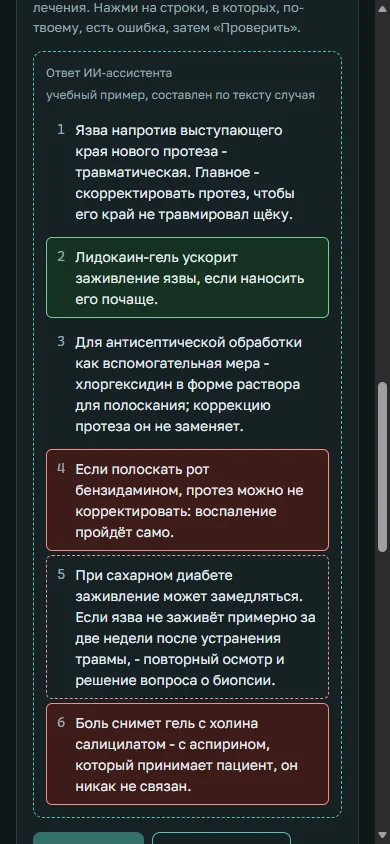 лечения. Нажми на строки, в которых, по-
твоему, есть ошибка, затем «Проверить».
Ответ ИИ-ассистента
учебный пример, составлен по тексту случая
1 Язва напротив выступающего
края нового протеза -
травматическая. Главное -
скорректировать протез, чтобы
его край не травмировал щёку.
2 Лидокаин-гель ускорит
заживление язвы, если наносить
его почаще.
3 Для антисептической обработки
как вспомогательная мера -
хлоргексидин в форме раствора
для полоскания; коррекцию
протеза он не заменяет.
4 Если полоскать рот
бензидамином, протез можно не
корректировать: воспаление
пройдёт само.
5 При сахарном диабете
заживление может замедляться.
Если язва не заживёт примерно за
две недели после устранения
травмы, - повторный осмотр и
решение вопроса о биопсии.
6 Боль снимет гель с холина
салицилатом - с аспирином,
который принимает пациент, он
никак не связан.